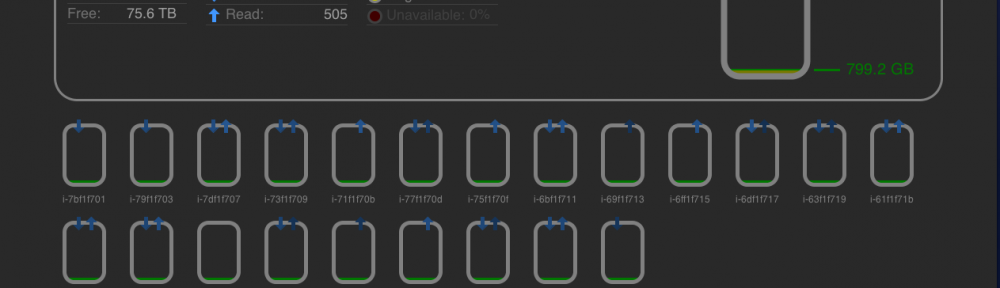 Free: 75.6 TB
Read: 505
Unavailable: 0%
799.2 GB
i-7bf1f701 i-79f1f703 i-7df1f707 i-73f1f709 i-71f1f70b i-77f1f70d i-75f1f70f i-6bf1f711 i-69f1f713 i-6ff1f715 i-6df1f717 i-63f1f719 i-61f1f71b